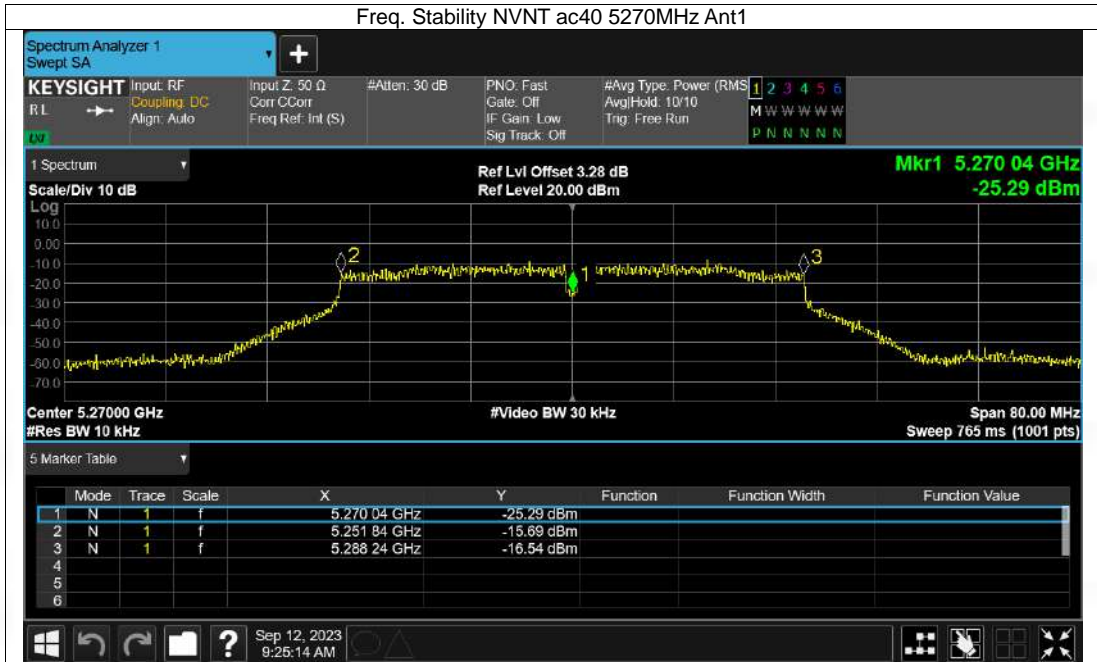 Freq. Stability NVNT ac40 5270MHz Ant1
Spectrum Analyzer 1
Swept SA
+
KEYSIGHT
RL
LXI
Input: RF
Coupling: DC
Align: Auto
Input Z: 50 Ω
Corr CCorr
Freq Ref: Int (S)
#Atten: 30 dB
PNO: Fast
Gate: Off
IF Gain: Low
Sig Track: Off
#Avg Type: Power (RMS
Avg|Hold: 10/10
Trig: Free Run
1 2 3 4 5 6
M W W W W W
P N N N N N
1 Spectrum
Scale/Div 10 dB
Ref Lvl Offset 3.28 dB
Ref Level 20.00 dBm
Mkr1 5.270 04 GHz
-25.29 dBm
Log
10.0
0.00
-10.0
-20.0
-30.0
-40.0
-50.0
-60.0
-70.0
2
1
3
Center 5.27000 GHz
#Video BW 30 kHz
Span 80.00 MHz
#Res BW 10 kHz
Sweep 765 ms (1001 pts)
5 Marker Table
Mode Trace Scale X Y Function Function Width Function Value
1 N 1 f 5.270 04 GHz -25.29 dBm
2 N 1 f 5.251 84 GHz -15.69 dBm
3 N 1 f 5.288 24 GHz -16.54 dBm
4
5
6
?
Sep 12, 2023
9:25:14 AM